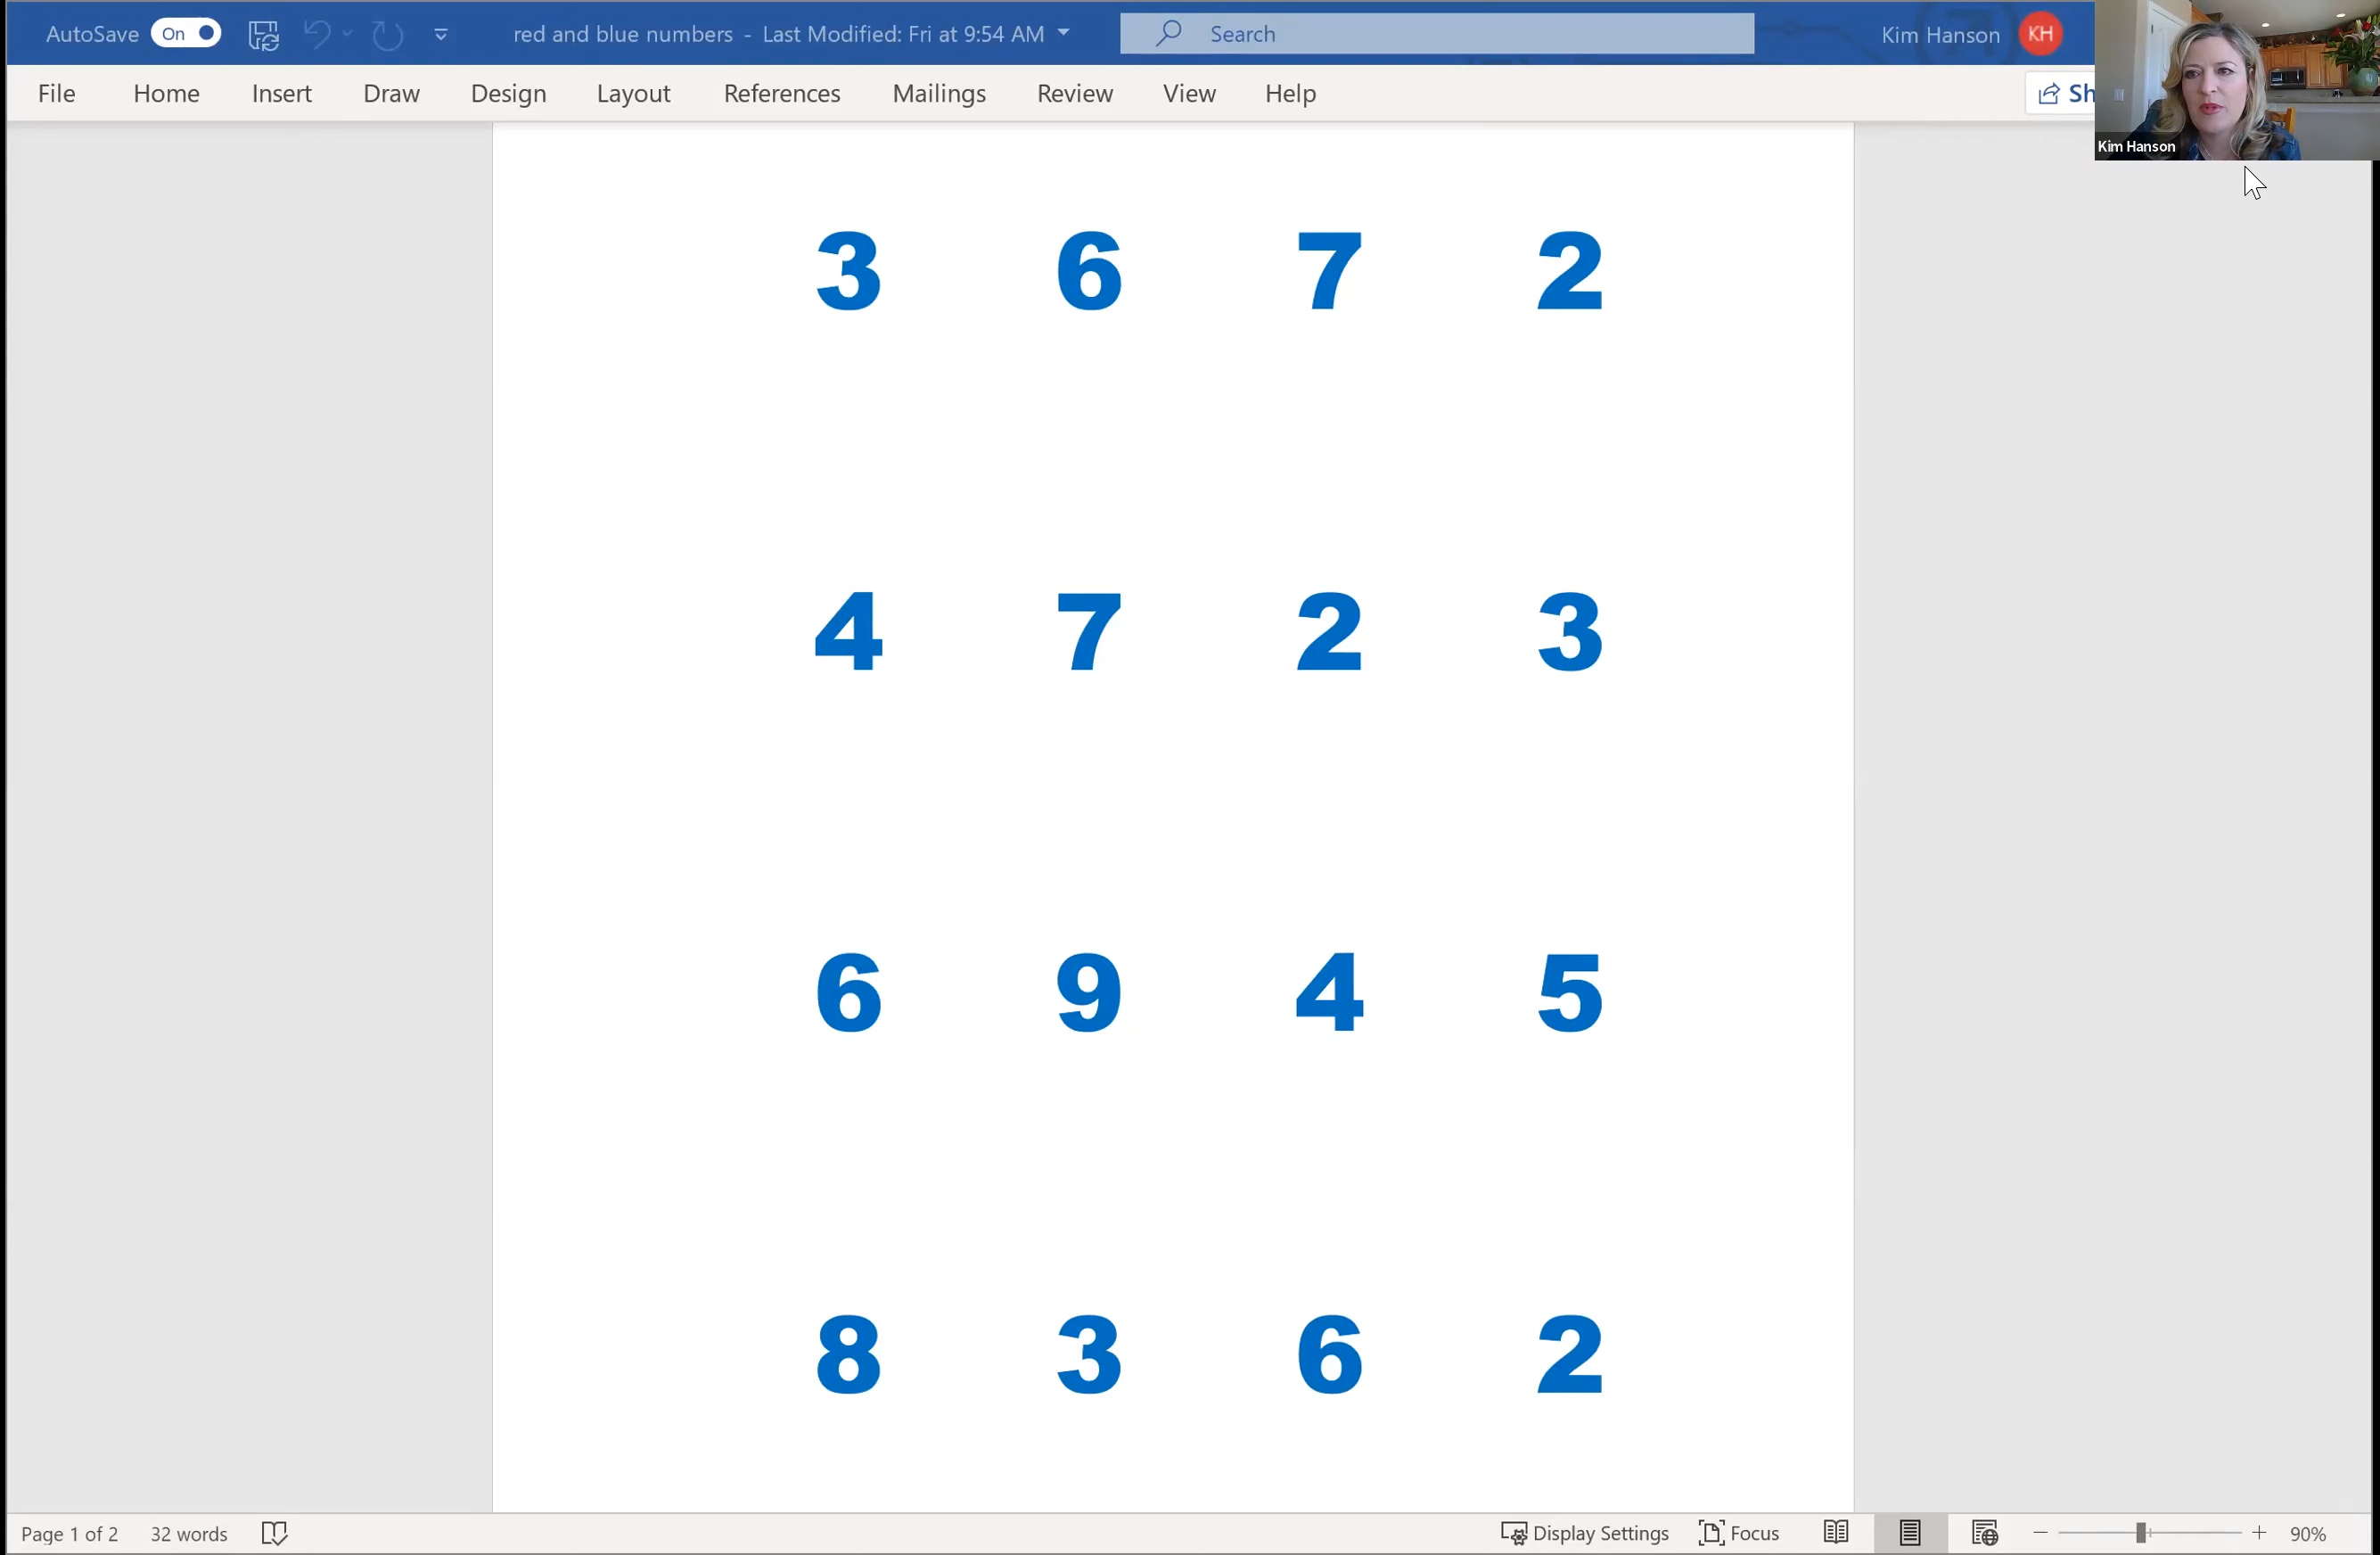 AutoSave On red and blue numbers - Last Modified: Fri at 9:54 AM Search Kim Hanson KH
File Home Insert Draw Design Layout References Mailings Review View Help Sh
Kim Hanson
3 6 7 2
4 7 2 3
6 9 4 5
8 3 6 2
Page 1 of 2 32 words Display Settings Focus 90%